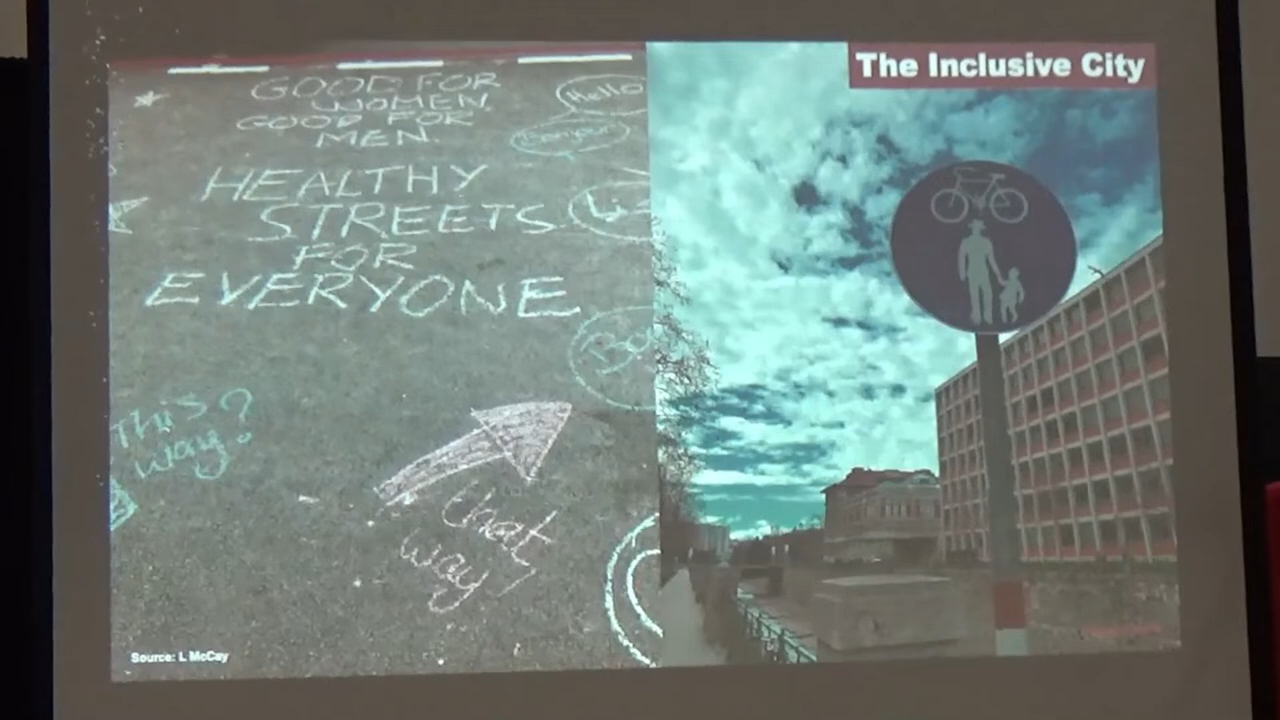 The Inclusive City
GOOD FOR
WOMEN.
GOOD FOR
MEN.
Hello
Bonjour
HEALTHY
STREETS
FOR
EVERYONE
This
way?
that
way
Source: L McCay